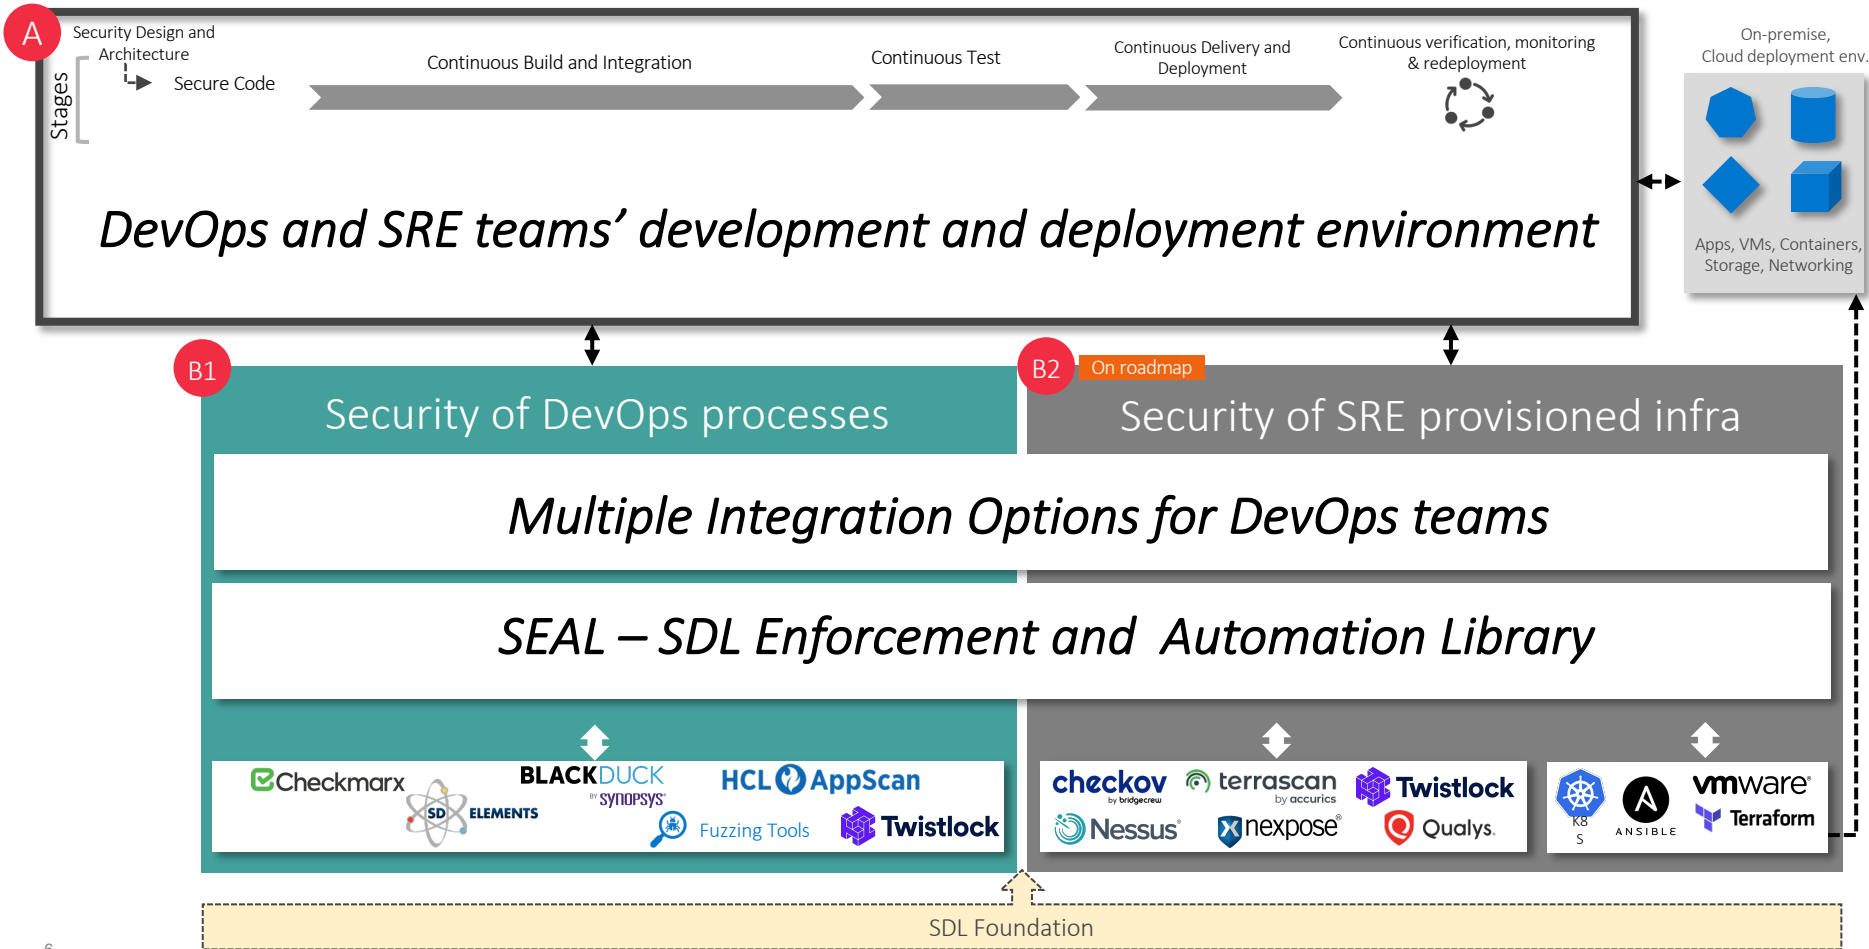 A
Security Design and
Architecture
Stages
Secure Code
Continuous Build and Integration
Continuous Test
Continuous Delivery and
Deployment
Continuous verification, monitoring
& redeployment
On-premise,
Cloud deployment env.
Apps, VMs, Containers,
Storage, Networking
DevOps and SRE teams’ development and deployment environment
B1
Security of DevOps processes
B2
On roadmap
Security of SRE provisioned infra
Multiple Integration Options for DevOps teams
SEAL – SDL Enforcement and Automation Library
Checkmarx
SD ELEMENTS
BLACKDUCK
BY SYNOPSYS®
HCL AppScan
Fuzzing Tools
Twistlock
checkov
by bridgecrew
terrascan
by accurics
Twistlock
Nessus®
nexpose®
Qualys.
K8
S
A
ANSIBLE
vmware®
Terraform
SDL Foundation
6